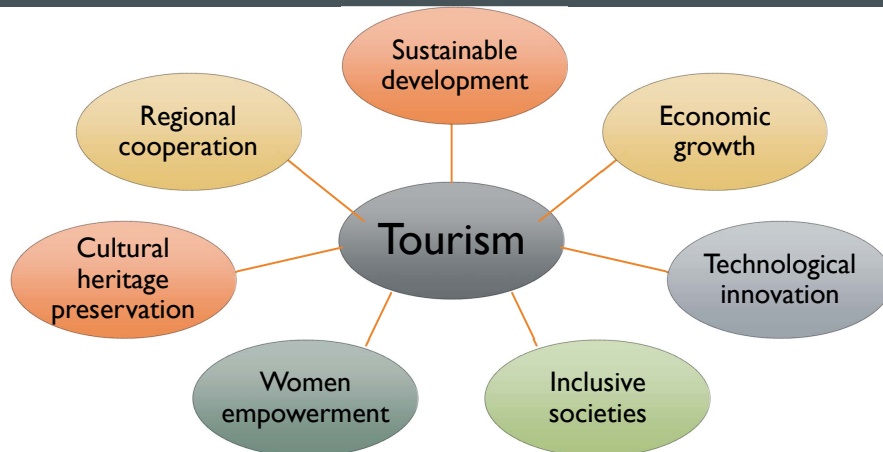 Sustainable
development
Regional
cooperation
Economic
growth
Tourism
Cultural
heritage
preservation
Technological
innovation
Women
empowerment
Inclusive
societies